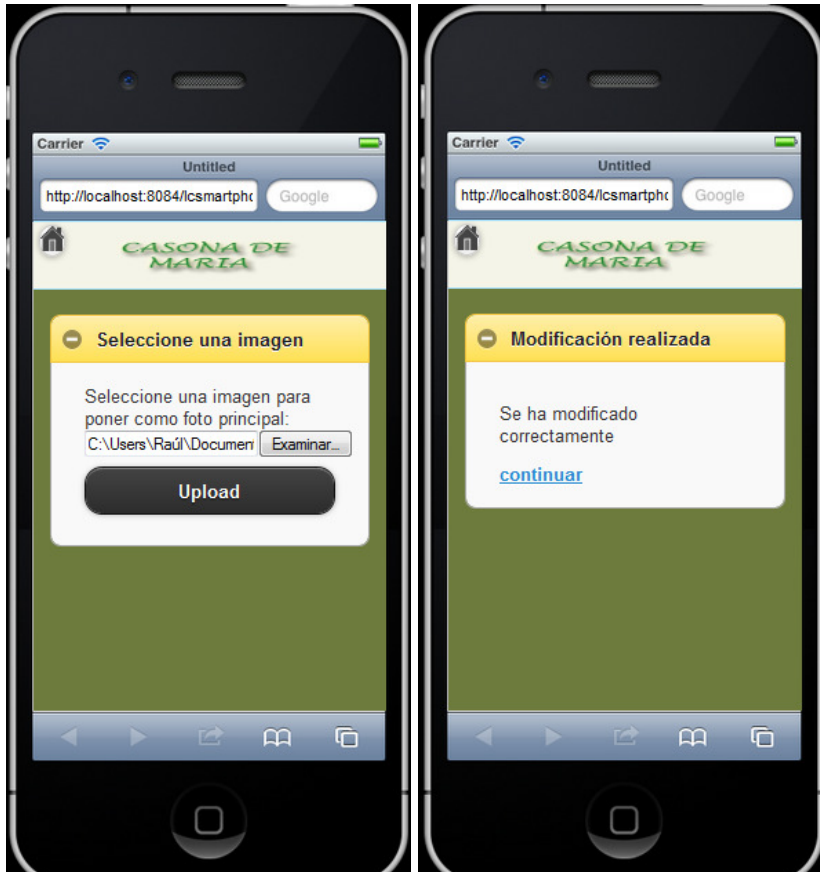 Carrier
Untitled
http://localhost:8084/lcsmartphc
Google
CASONA DE
MARIA
Seleccione una imagen
Seleccione una imagen para
poner como foto principal:
C:\Users\Raúl\Documen
Examinar...
Upload
Carrier
Untitled
http://localhost:8084/lcsmartphc
Google
CASONA DE
MARIA
Modificación realizada
Se ha modificado
correctamente
continuar